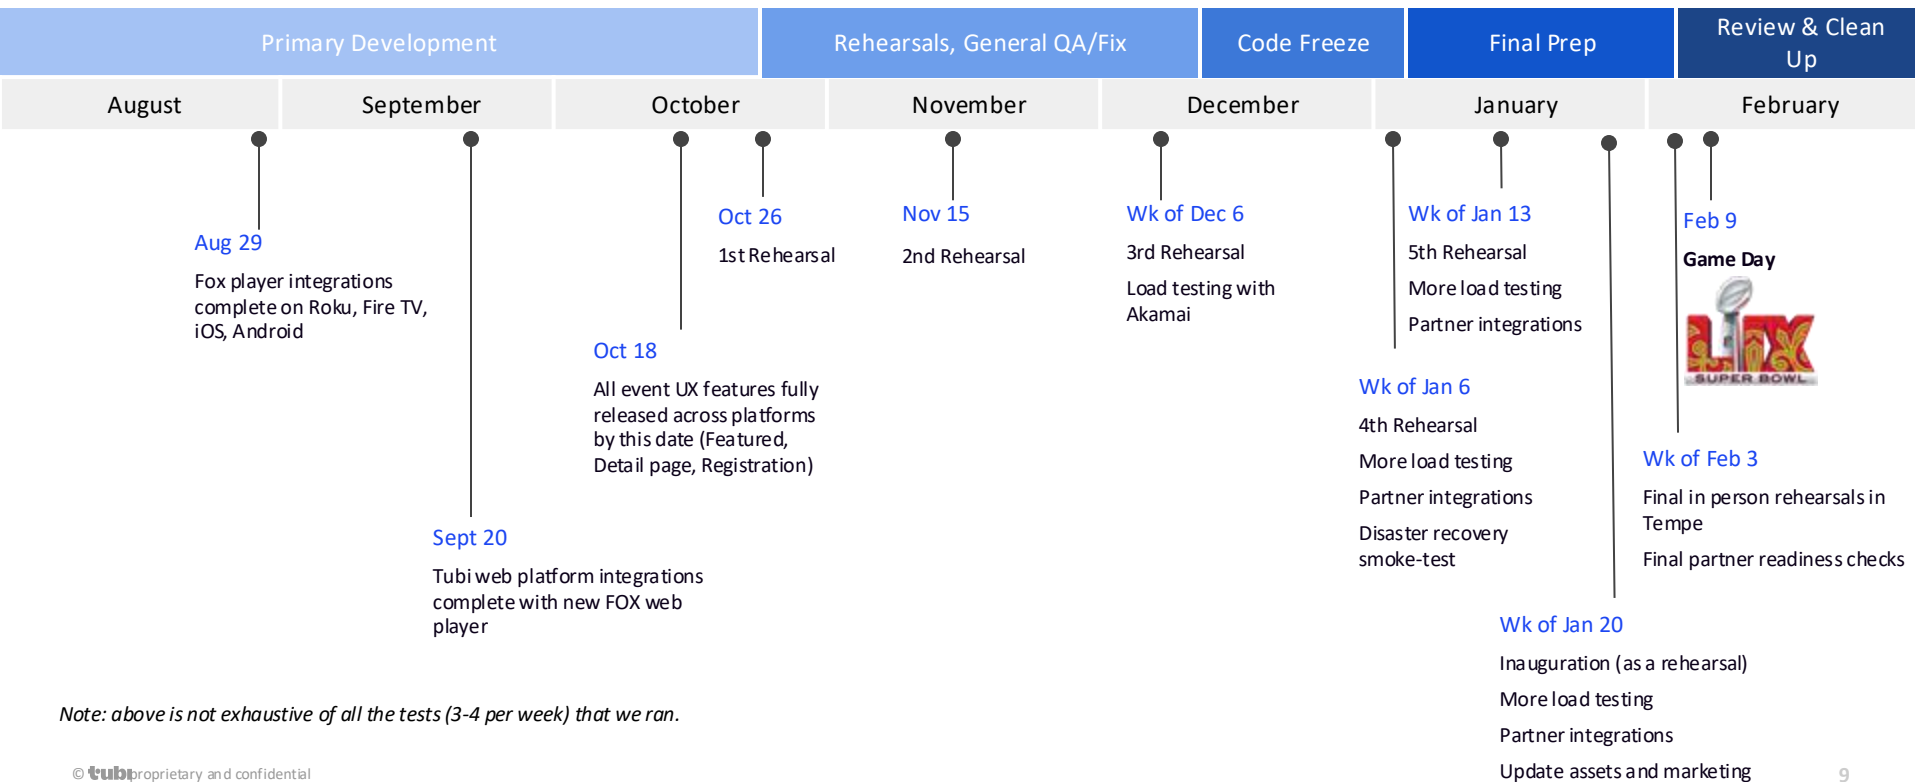 Primary Development
Rehearsals, General QA/Fix
Code Freeze
Final Prep
Review & Clean
Up
August
September
October
November
December
January
February
Aug 29
Fox player integrations
complete on Roku, Fire TV,
iOS, Android
Sept 20
Tubi web platform integrations
complete with new FOX web
player
Oct 18
All event UX features fully
released across platforms
by this date (Featured,
Detail page, Registration)
Oct 26
1st Rehearsal
Nov 15
2nd Rehearsal
Wk of Dec 6
3rd Rehearsal
Load testing with
Akamai
Wk of Jan 6
4th Rehearsal
More load testing
Partner integrations
Disaster recovery
smoke-test
Wk of Jan 13
5th Rehearsal
More load testing
Partner integrations
Wk of Jan 20
Inauguration (as a rehearsal)
More load testing
Partner integrations
Update assets and marketing
Wk of Feb 3
Final in person rehearsals in
Tempe
Final partner readiness checks
Feb 9
Game Day
LIX
SUPER BOWL
Note: above is not exhaustive of all the tests (3-4 per week) that we ran.
© tubi proprietary and confidential
9